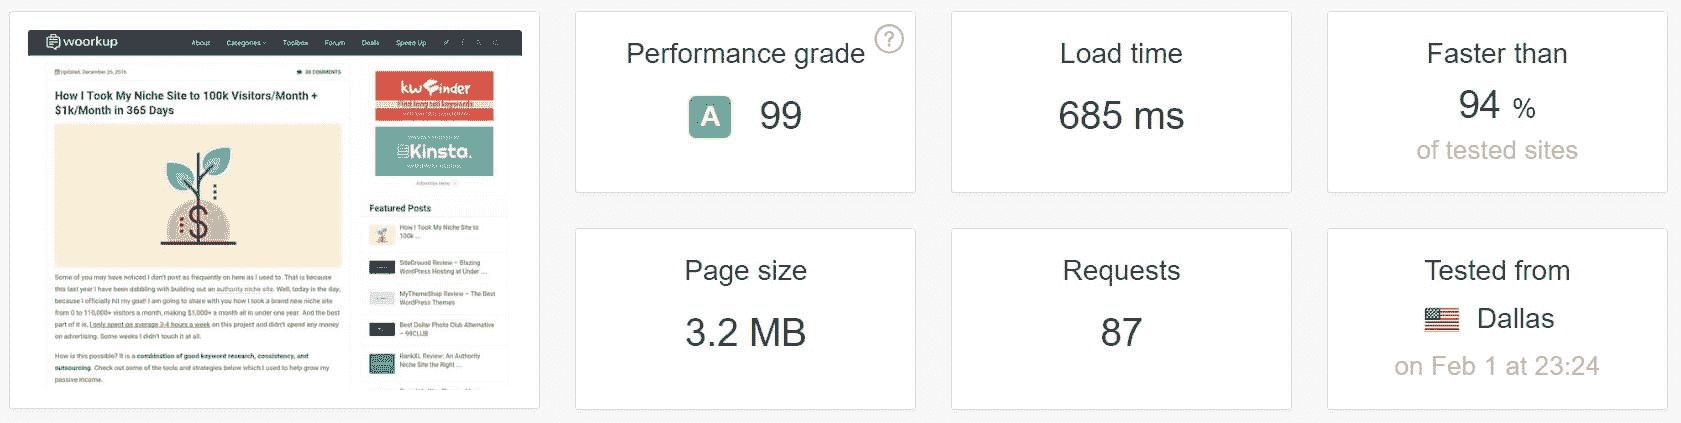 woorkup
About Categories Toolbox Forum Deals Speed Up
Updated: December 26, 2016
COMMENTS
How I Took My Niche Site to 100k Visitors/Month +
$1k/Month in 365 Days
Some of you may have noticed I don't post as frequently on here as I used to. That is because
this last year I have been dabbling with building out an authority niche site. Well, today is the day,
because I officially hit my goal! I am going to share with you how I took a brand new niche site
from 0 to 110,000+ visitors a month, making $1,000+ a month all in under one year. And the best
part of it is, I only spent on average 3-4 hours a week on this project and didn't spend any money
on advertising. Some weeks I didn't touch it at all.
How is this possible? It is a combination of good keyword research, consistency, and
outsourcing. Check out some of the tools and strategies below which I used to help grow my
passive income.
kwfinder
Find long tail keywords
Kinsta.
Advertise Here
Featured Posts
How I Took My Niche Site to
100k ...
SiteGround Review – Blazing
WordPress Hosting at Under ...
MyThemeShop Review – The Best
WordPress Themes
Best Dollar Photo Club Alternative
– 99CLUB
RankXL Review: An Authority
Niche Site the Right ...
Performance grade ?
A 99
Load time
685 ms
Faster than
94 %
of tested sites
Page size
3.2 MB
Requests
87
Tested from
Dallas
on Feb 1 at 23:24